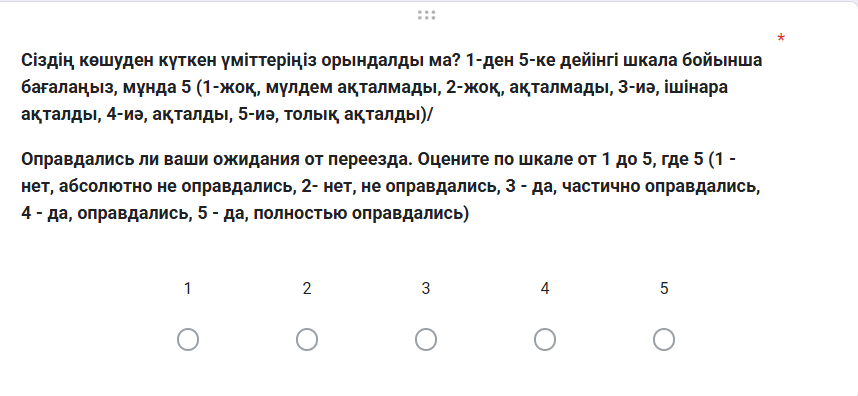 *
Сіздің көшуден күткен үміттеріңіз орындалды ма? 1-ден 5-ке дейінгі шкала бойынша
бағалаңыз, мұнда 5 (1-жоқ, мүлдем ақталмады, 2-жоқ, ақталмады, 3-иә, ішінара
ақталды, 4-иә, ақталды, 5-иә, толық ақталды)/
Оправдались ли ваши ожидания от переезда. Оцените по шкале от 1 до 5, где 5 (1 -
нет, абсолютно не оправдались, 2- нет, не оправдались, 3 - да, частично оправдались,
4 - да, оправдались, 5 - да, полностью оправдались)
1 2 3 4 5